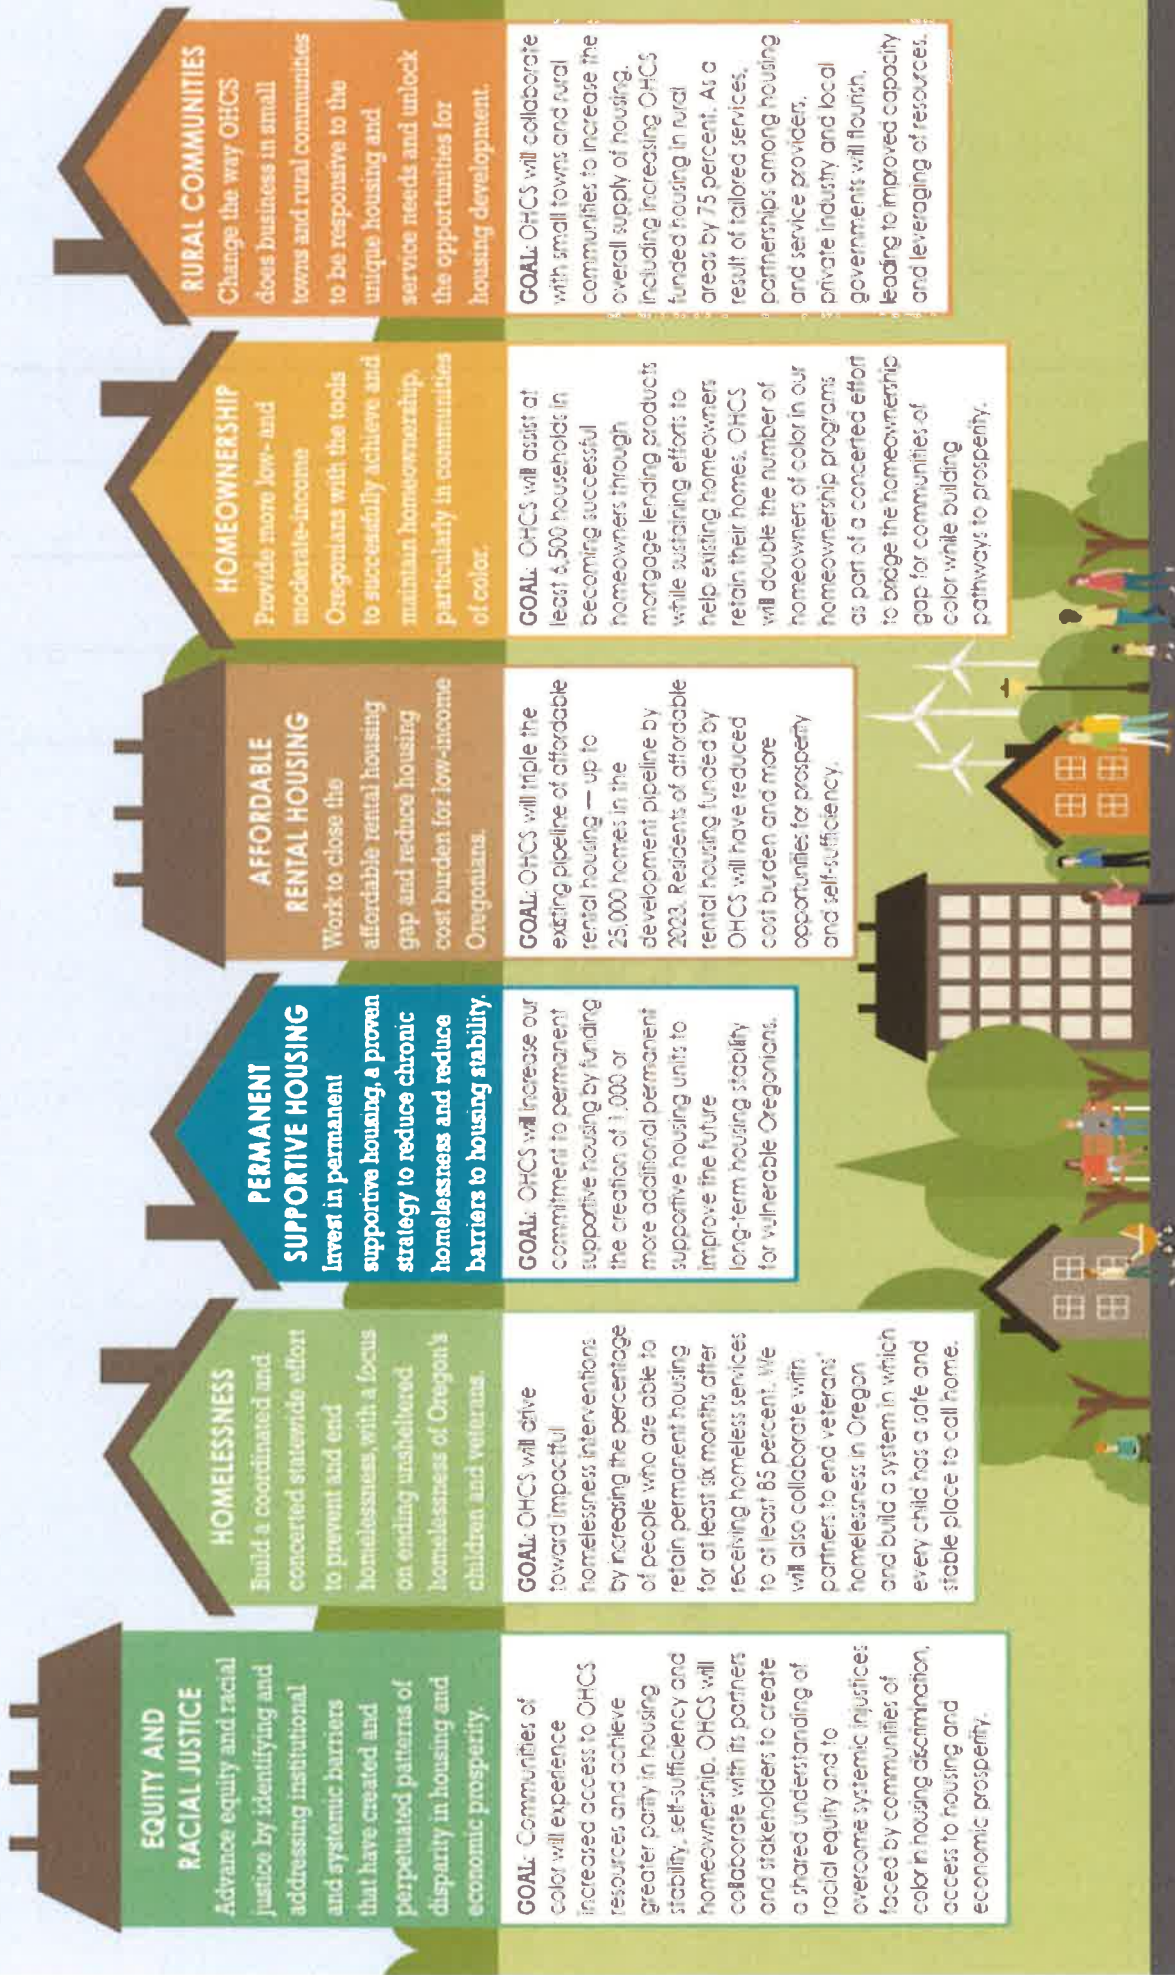 EQUITY AND
RACIAL JUSTICE
Advance equity and racial
justice by identifying and
addressing institutional
and systemic barriers
that have created and
perpetuated patterns of
disparity in housing and
economic prosperity.
GOAL: Communities of
color will experience
increased access to OHCS
resources and achieve
greater parity in housing
stability, self-sufficiency and
homeownership. OHCS will
collaborate with its partners
and stakeholders to create
a shared understanding of
racial equity and to
overcome systemic injustices
faced by communities of
color in housing discrimination,
access to housing and
economic prosperity.
HOMELESSNESS
Build a coordinated and
concerted statewide effort
to prevent and end
homelessness, with a focus
on ending unsheltered
homelessness of Oregon's
children and veterans.
GOAL: OHCS will drive
toward impactful
homelessness interventions
by increasing the percentage
of people who are able to
retain permanent housing
for at least six months after
receiving homeless services
to at least 85 percent. We
will also collaborate with
partners to end veterans'
homelessness in Oregon
and build a system in which
every child has a safe and
stable place to call home.
PERMANENT
SUPPORTIVE HOUSING
Invest in permanent
supportive housing, a proven
strategy to reduce chronic
homelessness and reduce
barriers to housing stability.
GOAL: OHCS will increase our
commitment to permanent
supportive housing by funding
the creation of 1,000 or
more additional permanent
supportive housing units to
improve the future
long-term housing stability
for vulnerable Oregonians.
AFFORDABLE
RENTAL HOUSING
Work to close the
affordable rental housing
gap and reduce housing
cost burden for low-income
Oregonians.
GOAL: OHCS will triple the
existing pipeline of affordable
rental housing — up to
25,000 homes in the
development pipeline by
2023. Residents of affordable
rental housing funded by
OHCS will have reduced
cost burden and more
opportunities for prosperity
and self-sufficiency.
HOMEOWNERSHIP
Provide more low- and
moderate-income
Oregonians with the tools
to successfully achieve and
maintain homeownership,
particularly in communities
of color.
GOAL: OHCS will assist at
least 6,500 households in
becoming successful
homeowners through
mortgage lending products
while sustaining efforts to
help existing homeowners
retain their homes. OHCS
will double the number of
homeowners of color in our
homeownership programs
as part of a concerted effort
to bridge the homeownership
gap for communities of
color while building
pathways to prosperity.
RURAL COMMUNITIES
Change the way OHCS
does business in small
towns and rural communities
to be responsive to the
unique housing and
service needs and unlock
the opportunities for
housing development.
GOAL: OHCS will collaborate
with small towns and rural
communities to increase the
overall supply of housing,
including increasing OHCS
funded housing in rural
areas by 75 percent. As a
result of tailored services,
partnerships among housing
and service providers,
private industry and local
governments will flourish,
leading to improved capacity
and leveraging of resources.